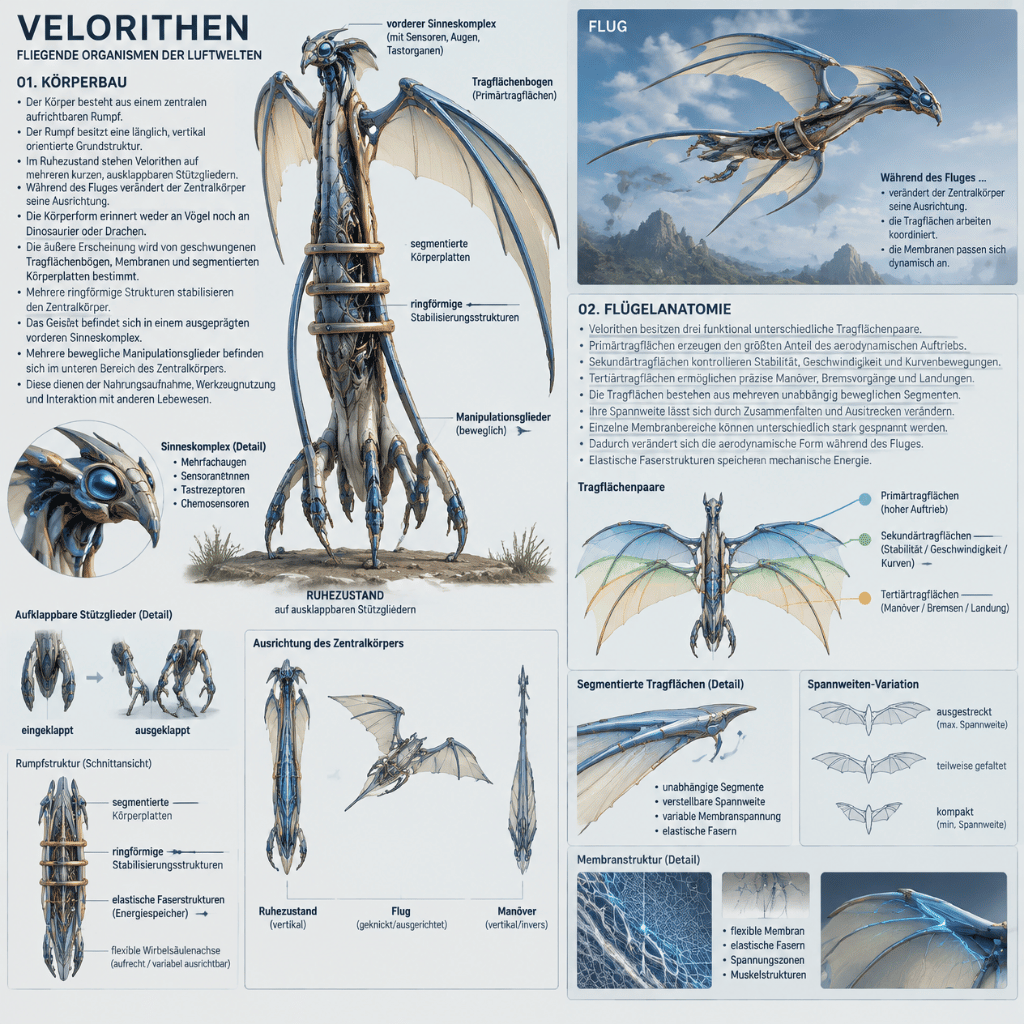 VELORITHEN
FLIEGENDE ORGANISMEN DER LUFTWELTEN
01. KÖRPERBAU
• Der Körper besteht aus einem zentralen
aufrichtbaren Rumpf.
• Der Rumpf besitzt eine länglich, vertikal
orientierte Grundstruktur.
• Im Ruhezustand stehen Velorithen auf
mehreren kurzen, ausklappbaren Stützgliedern.
• Während des Fluges verändert der Zentralkörper
seine Ausrichtung.
• Die Körperform erinnert weder an Vögel noch an
Dinosaurier oder Drachen.
• Die äußere Erscheinung wird von geschwungenen
Tragflächenbögen, Membranen und segmentierten
Körperplatten bestimmt.
• Mehrere ringförmige Strukturen stabilisieren
den Zentralkörper.
• Das befindet sich in einem ausgeprägten
vorderen Sinneskomplex.
• Mehrere bewegliche Manipulationsglieder befinden
sich im unteren Bereich des Zentralkörpers.
• Diese dienen der Nahrungsaufnahme, Werkzeugnutzung
und Interaktion mit anderen Lebewesen.
vorderer Sinneskomplex
(mit Sensoren, Augen,
Tastorganen)
Tragflächenbogen
(Primärtragflächen)
segmentierte
Körperplatten
ringförmige
Stabilisierungsstrukturen
Manipulationsglieder
(beweglich)
Sinneskomplex (Detail)
• Mehrfachaugen
• Tastrezeptoren
• Chemosensoren
RUHEZUSTAND
auf ausklappbaren Stützgliedern
Aufklappbare Stützglieder (Detail)
eingeklappt
ausgeklappt
Rumpfstruktur (Schnittansicht)
segmentierte
Körperplatten
ringförmige
Stabilisierungsstrukturen
elastische Faserstrukturen
(Energiespeicher)
flexible Wirbelsäulenachse
(aufrecht / variabel ausrichtbar)
Ausrichtung des Zentralkörpers
Ruhezustand
(vertikal)
Flug
(geknickt/ausgerichtet)
Manöver
(vertikal/invers)
FLUG
Während des Fluges ...
• verändert der Zentralkörper
seine Ausrichtung.
• die Tragflächen arbeiten
koordiniert.
• die Membranen passen sich
dynamisch an.
02. FLÜGELANATOMIE
• Velorithen besitzen drei funktional unterschiedliche Tragflächenpaare.
• Primärtragflächen erzeugen den größten Anteil des aerodynamischen Auftriebs.
• Sekundärtragflächen kontrollieren Stabilität, Geschwindigkeit und Kurvenbewegungen.
• Tertiärtragflächen ermöglichen präzise Manöver, Bremsvorgänge und Landungen.
• Die Tragflächen bestehen aus mehreren unabhängig beweglichen Segmenten.
• Ihre Spannweite lässt sich durch Zusammenfalten und verändern.
• Einzelne Membranbereiche können unterschiedlich stark gespannt werden.
• Dadurch verändert sich die aerodynamische Form während des Fluges.
• Elastische Faserstrukturen speichern mechanische Energie.
Tragflächenpaare
Primärtragflächen
(hoher Auftrieb)
Sekundärtragflächen
(Stabilität / Geschwindigkeit /
Kurven)
Tertiärtragflächen
(Manöver / Bremsen / Landung)
Segmentierte Tragflächen (Detail)
• unabhängige Segmente
• verstellbare Spannweite
• variable Membranspannung
• elastische Fasern
Spannweiten-Variation
ausgestreckt
(max. Spannweite)
teilweise gefaltet
kompakt
(min. Spannweite)
Membranstruktur (Detail)
• flexible Membran
• elastische Fasern
• Spannungszonen
• Muskelstrukturen